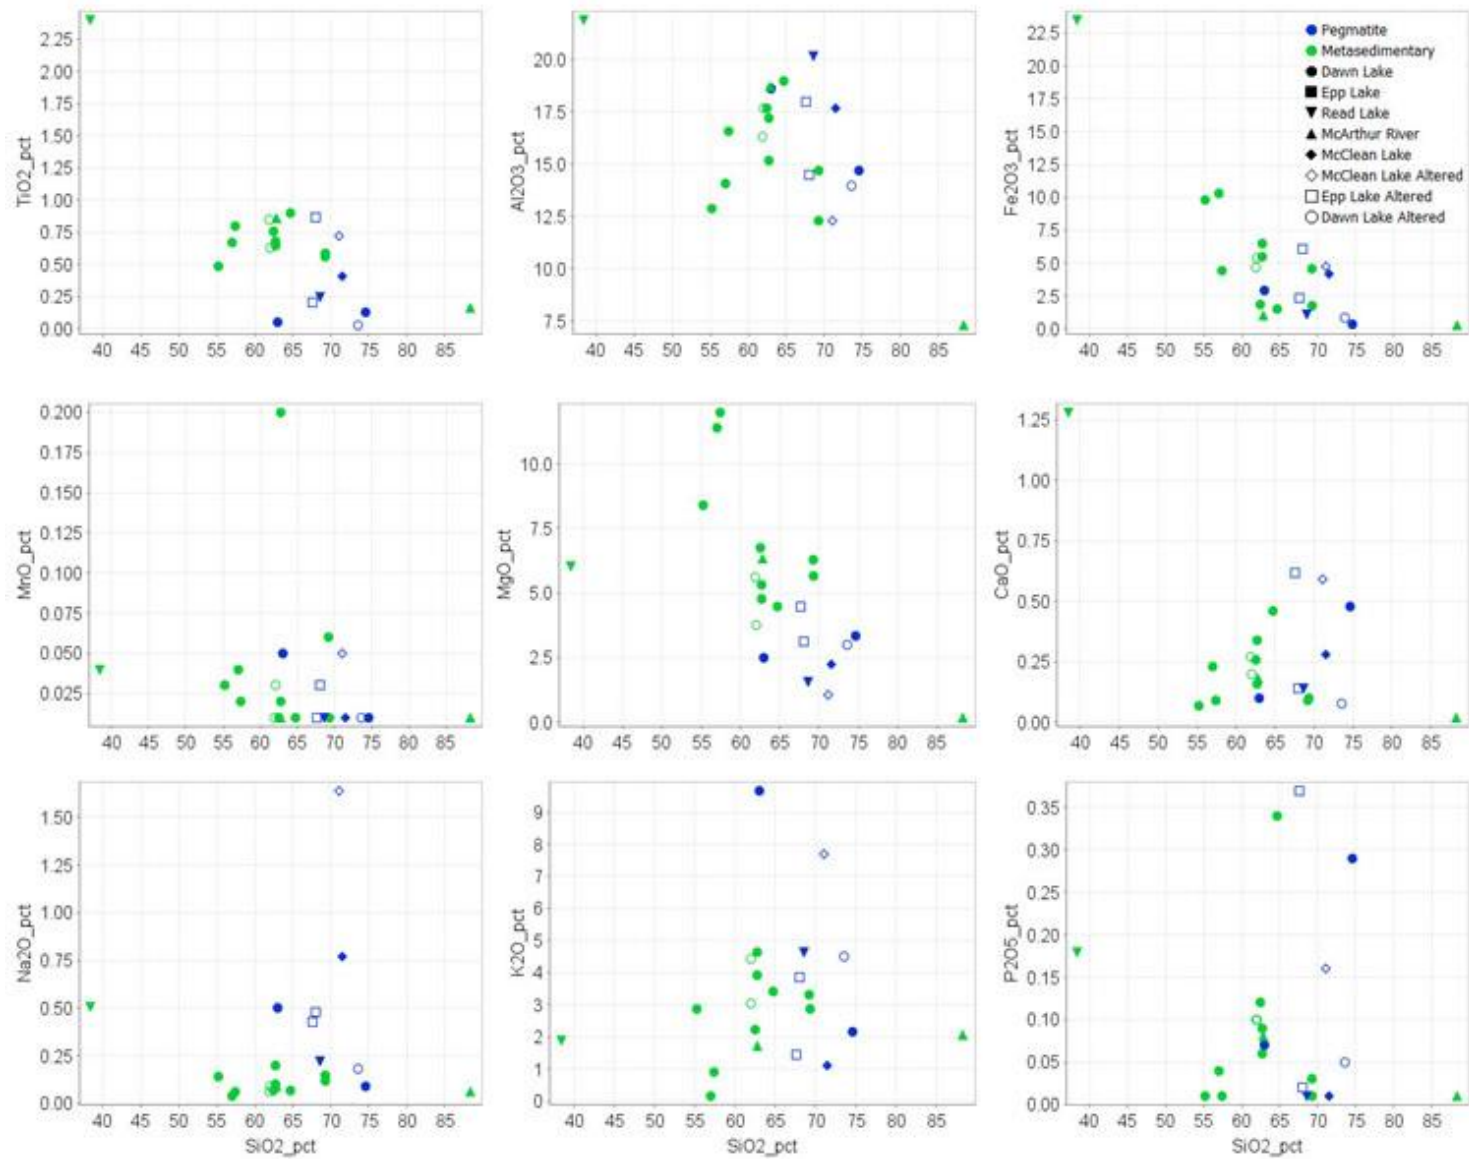 TiO2_pct
2.25
2.00
1.75
1.50
1.25
1.00
0.75
0.50
0.25
0.00
40 45 50 55 60 65 70 75 80 85
Al2O3_pct
20.0
17.5
15.0
12.5
10.0
7.5
40 45 50 55 60 65 70 75 80 85
Fe2O3_pct
22.5
20.0
17.5
15.0
12.5
10.0
7.5
5.0
2.5
0.0
40 45 50 55 60 65 70 75 80 85
Pegmatite
Metasedimentary
Dawn Lake
Epp Lake
Read Lake
McArthur River
McClean Lake
McClean Lake Altered
Epp Lake Altered
Dawn Lake Altered
MnO_pct
0.200
0.175
0.150
0.125
0.100
0.075
0.050
0.025
40 45 50 55 60 65 70 75 80 85
MgO_pct
10.0
7.5
5.0
2.5
0.0
40 45 50 55 60 65 70 75 80 85
CaO_pct
1.25
1.00
0.75
0.50
0.25
0.00
40 45 50 55 60 65 70 75 80 85
Na2O_pct
1.50
1.25
1.00
0.75
0.50
0.25
0.00
40 45 50 55 60 65 70 75 80 85
SiO2_pct
K2O_pct
9
8
7
6
5
4
3
2
1
0
40 45 50 55 60 65 70 75 80 85
SiO2_pct
P2O5_pct
0.35
0.30
0.25
0.20
0.15
0.10
0.05
0.00
40 45 50 55 60 65 70 75 80 85
SiO2_pct